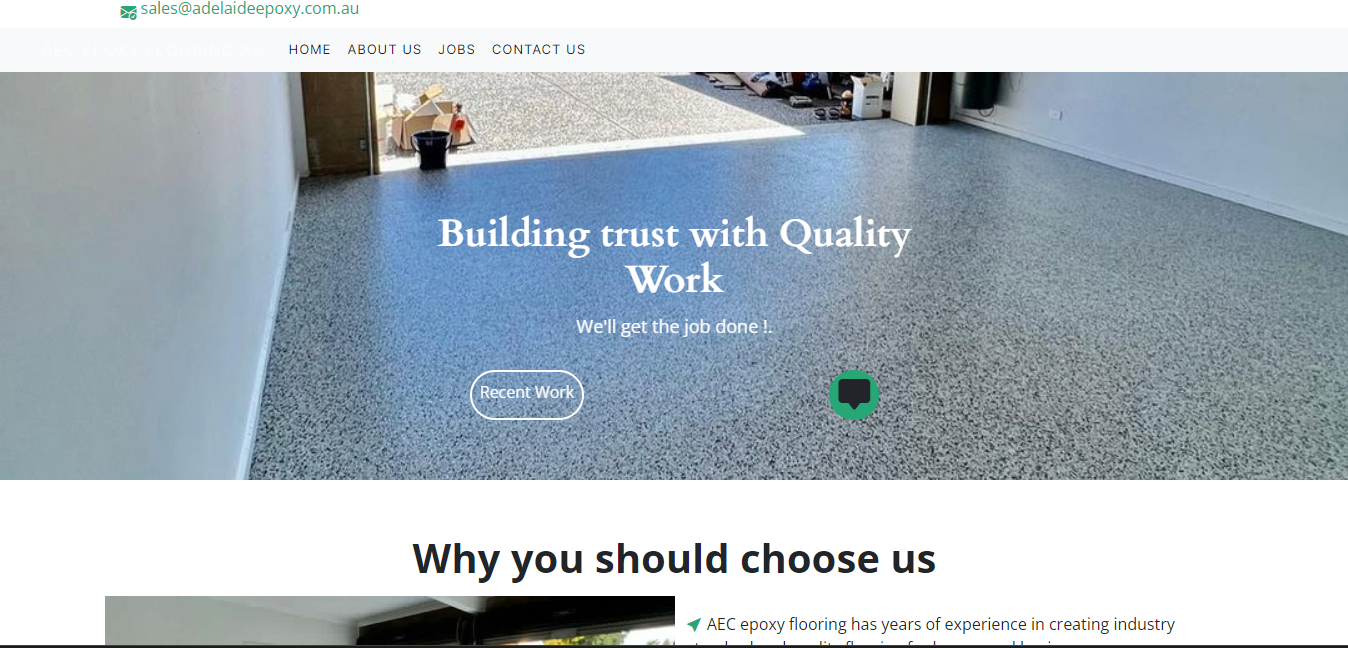 sales@adelaideepoxy.com.au
AEC EPOXY FLOORING AU HOME ABOUT US JOBS CONTACT US
Building trust with Quality
Work
We'll get the job done !.
Recent Work
Why you should choose us
AEC epoxy flooring has years of experience in creating industry